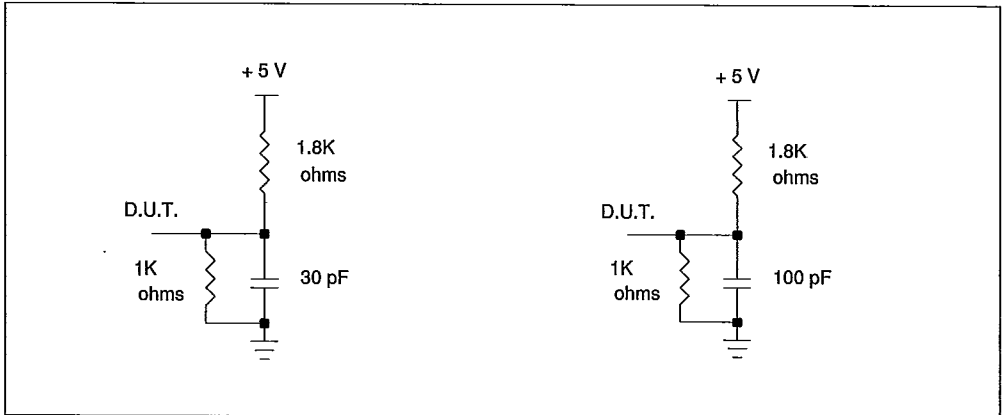 + 5 V
1.8K
ohms
D.U.T.
1K
ohms
30 pF
+ 5 V
1.8K
ohms
D.U.T.
1K
ohms
100 pF